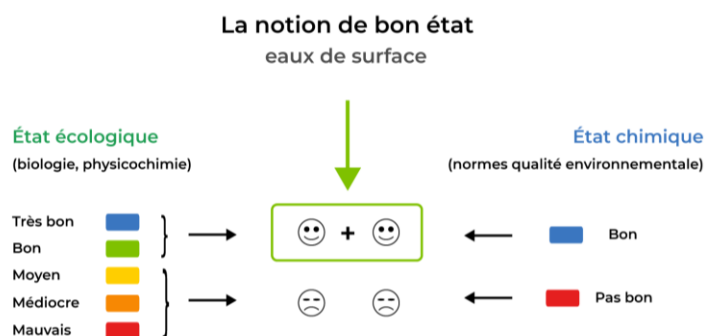 La notion de bon état
eaux de surface
État écologique
(biologie, physicochimie)
État chimique
(normes qualité environnementale)
Très bon
Bon
Moyen
Médiocre
Mauvais
+
Bon
Pas bon